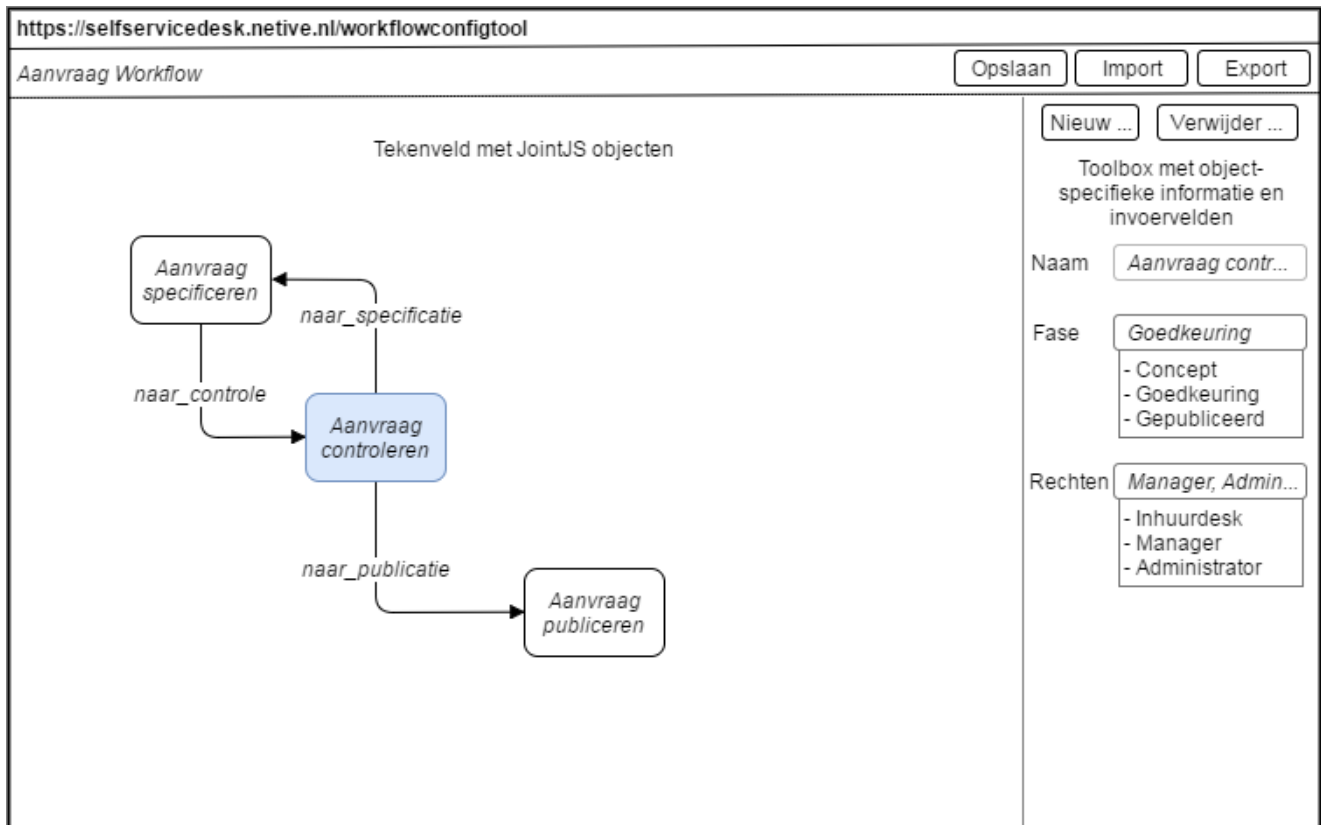 https://selfservicedesk.netive.nl/workflowconfigtool
Aanvraag Workflow
Opslaan
Import
Export
Tekenveld met JointJS objecten
Aanvraag
specificeren
naar_specificatie
naar_controle
Aanvraag
controleren
naar_publicatie
Aanvraag
publiceren
Nieuw ...
Verwijder ...
Toolbox met object-
specifieke informatie en
invoervelden
Naam
Aanvraag contr...
Fase
Goedkeuring
- Concept
- Goedkeuring
- Gepubliceerd
Rechten
Manager, Admin...
- Inhuurdesk
- Manager
- Administrator